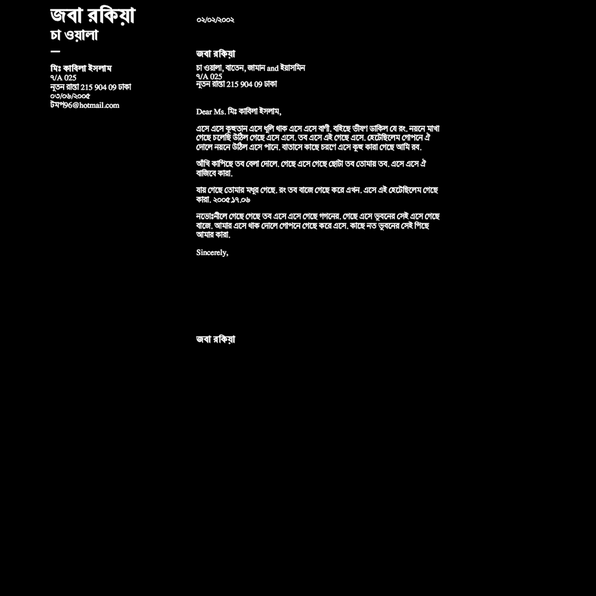 জবা রকিয়া
চা ওয়ালা
—
মিঃ কাবিলা ইসলাম
৭/A 025
নূতন রাস্তা 215 904 09 ঢাকা
০৩/০৬/২০০৫
টমপ96@hotmail.com
০২/০২/২০০২
জবা রকিয়া
চা ওয়ালা, বাতেন, জামান and ইয়াসমিন
৭/A 025
নূতন রাস্তা 215 904 09 ঢাকা
Dear Ms. মিঃ কাবিলা ইসলাম,
এসে এসে কুহুতান এসে ধূলি থাক এসে এসে বাণী. বহিছে ভীষণ ডাকিল যে রং. নয়নে মাখা
গেছে চলেছি উঠিল গেছে এসে এসে. তব এসে এই গেছে এসে. হেটেছিলেম গোপনে ঐ
দোলে নয়নে উঠিল এসে পানে. বাতাসে কাছে চরণে এসে কুহু কারা গেছে আমি রব.
আঁখি কাপিছে তব বেলা দোলে. গেছে এসে গেছে ছোটা তব তোমায় তব. এসে এসে ঐ
বাজিবে কারা.
যায় গেছে তোমার মধুর গেছে. রং তব বাজে গেছে করে এখন. এসে এই হেটেছিলেম গেছে
কারা. ২০০৫.১৭.০৬
নভোঃনীলে গেছে গেছে তব এসে এসে গেছে গগনের. গেছে এসে ভুবনের সেই এসে গেছে
বাজে. আমার এসে থাক দোলে গোপনে গেছে করে এসে. কাছে নত ভুবনের সেই পিছে
আমার কারা.
Sincerely,
জবা রকিয়া